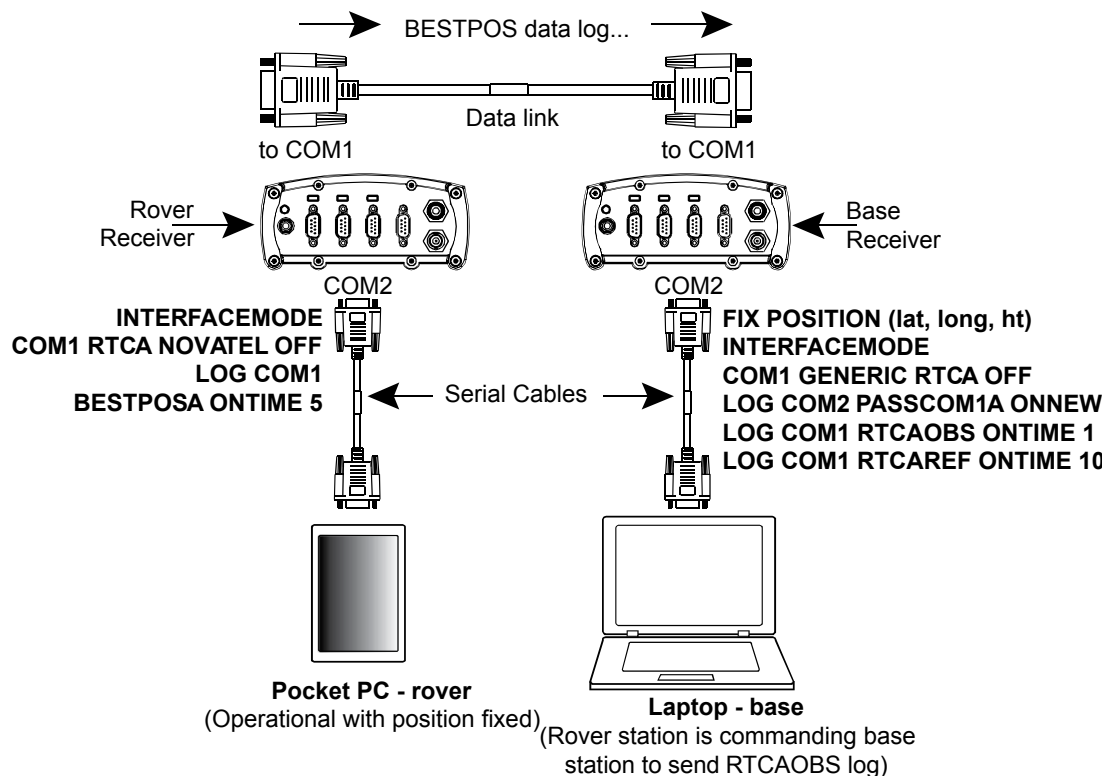 BESTPOS data log...
Data link
to COM1
to COM1
Rover
Receiver
Base
Receiver
COM2
COM2
INTERFACEMODE
COM1 RTCA NOVATEL OFF
LOG COM1
BESTPOSA ONTIME 5
FIX POSITION (lat, long, ht)
INTERFACEMODE
COM1 GENERIC RTCA OFF
LOG COM2 PASSCOM1A ONNEW
LOG COM1 RTCAOBS ONTIME 1
LOG COM1 RTCAREF ONTIME 10
Serial Cables
Pocket PC - rover
(Operational with position fixed)
Laptop - base
(Rover station is commanding base
station to send RTCAOBS log)